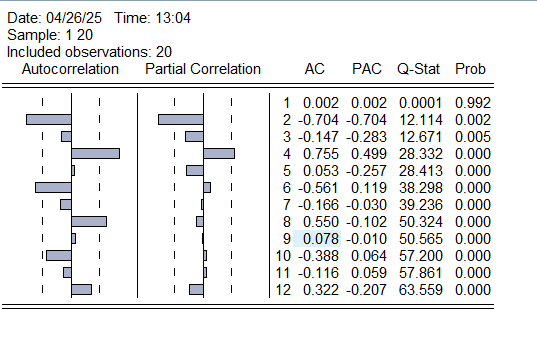 Date: 04/26/25 Time: 13:04
Sample: 1 20
Included observations: 20
Autocorrelation Partial Correlation AC PAC Q-Stat Prob
1 0.002 0.002 0.0001 0.992
2 -0.704 -0.704 12.114 0.002
3 -0.147 -0.283 12.671 0.005
4 0.755 0.499 28.332 0.000
5 0.053 -0.257 28.413 0.000
6 -0.561 0.119 38.298 0.000
7 -0.166 -0.030 39.236 0.000
8 0.550 -0.102 50.324 0.000
9 0.078 -0.010 50.565 0.000
10 -0.388 0.064 57.200 0.000
11 -0.116 0.059 57.861 0.000
12 0.322 -0.207 63.559 0.000